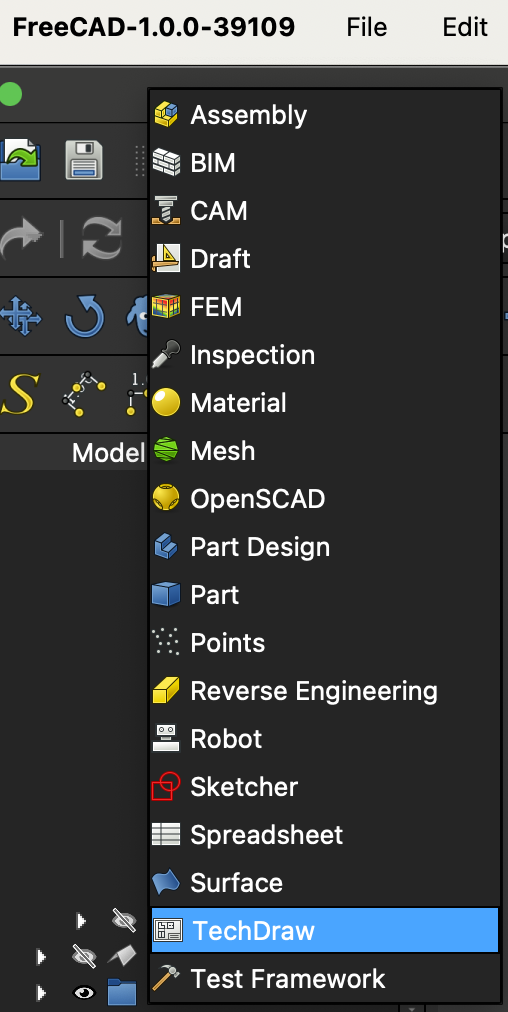 FreeCAD-1.0.0-39109 File Edit
Assembly
BIM
CAM
Draft
FEM
Inspection
Material
Model
Mesh
OpenSCAD
Part Design
Part
Points
Reverse Engineering
Robot
Sketcher
Spreadsheet
Surface
TechDraw
Test Framework